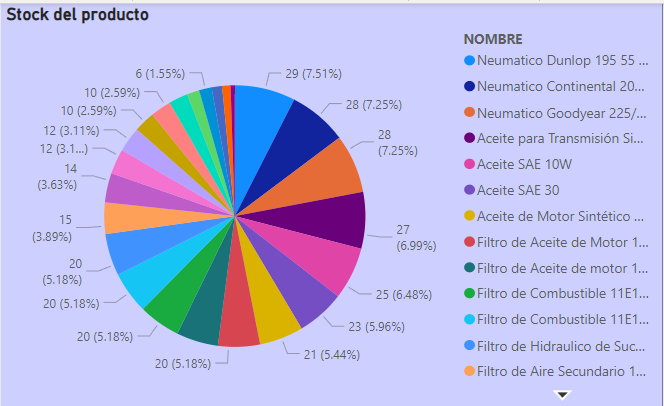 Stock del producto
6 (1.55%)
10 (2.59%)
10 (2.59%)
12 (3.11%)
12 (3.1...)
14
(3.63%)
15
(3.89%)
20
(5.18%)
20 (5.18%)
20 (5.18%)
20 (5.18%)
21 (5.44%)
23 (5.96%)
25 (6.48%)
27
(6.99%)
28
(7.25%)
28 (7.25%)
29 (7.51%)
NOMBRE
Neumatico Dunlop 195 55 ...
Neumatico Continental 20...
Neumatico Goodyear 225/...
Aceite para Transmisión Si...
Aceite SAE 10W
Aceite SAE 30
Aceite de Motor Sintético ...
Filtro de Aceite de Motor 1...
Filtro de Aceite de motor 1...
Filtro de Combustible 11E1...
Filtro de Combustible 11E1...
Filtro de Hidraulico de Suc...
Filtro de Aire Secundario 1...